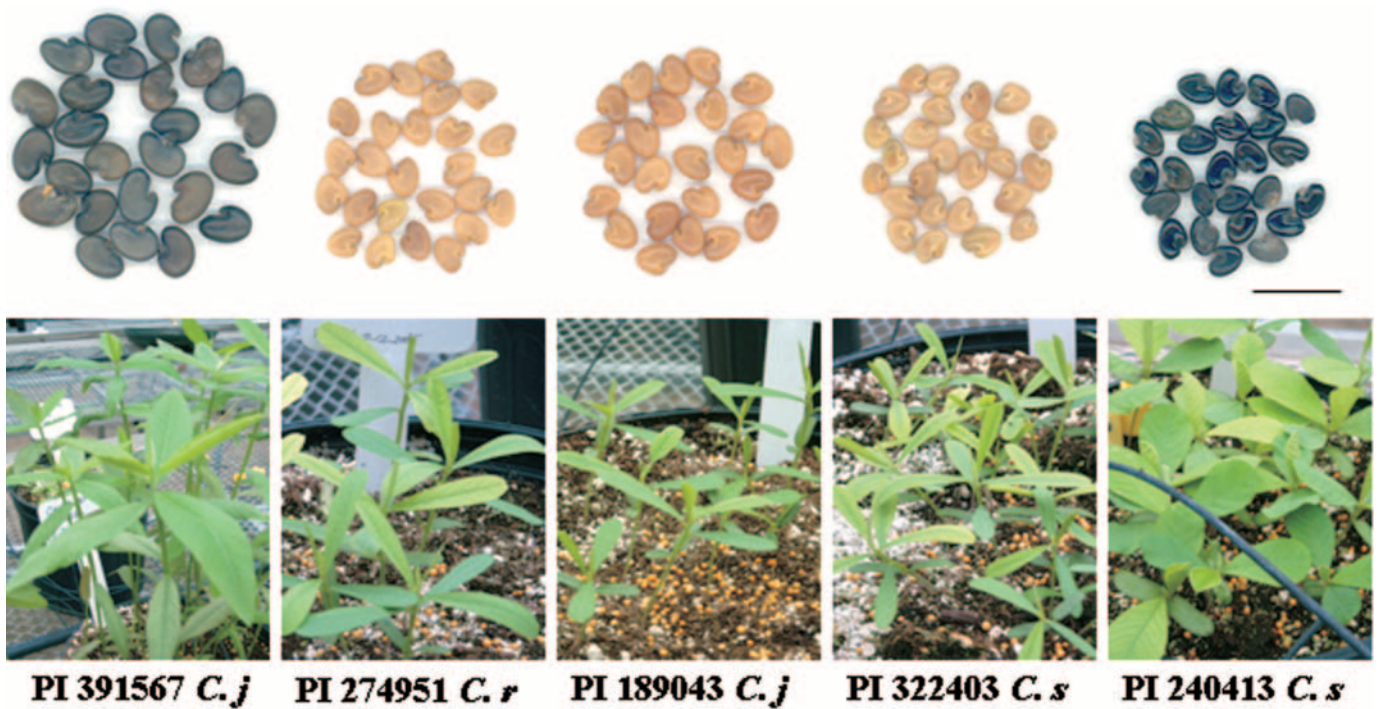 PI 391567 C. j
PI 274951 C. r
PI 189043 C. j
PI 322403 C. s
PI 240413 C. s